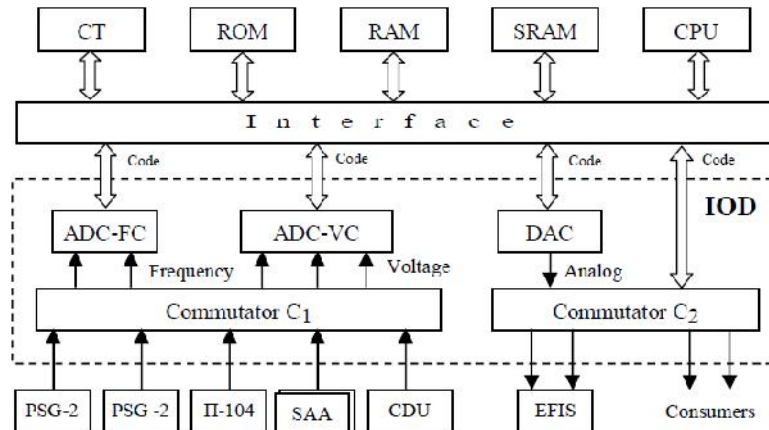 CT ROM RAM SRAM CPU
Interface
Code Code Code Code
IOD
ADC-FC ADC-VC DAC
Frequency Voltage Analog
Commutator C1 Commutator C2
PSG-2 PSG -2 П-104 SAA CDU EFIS Consumers